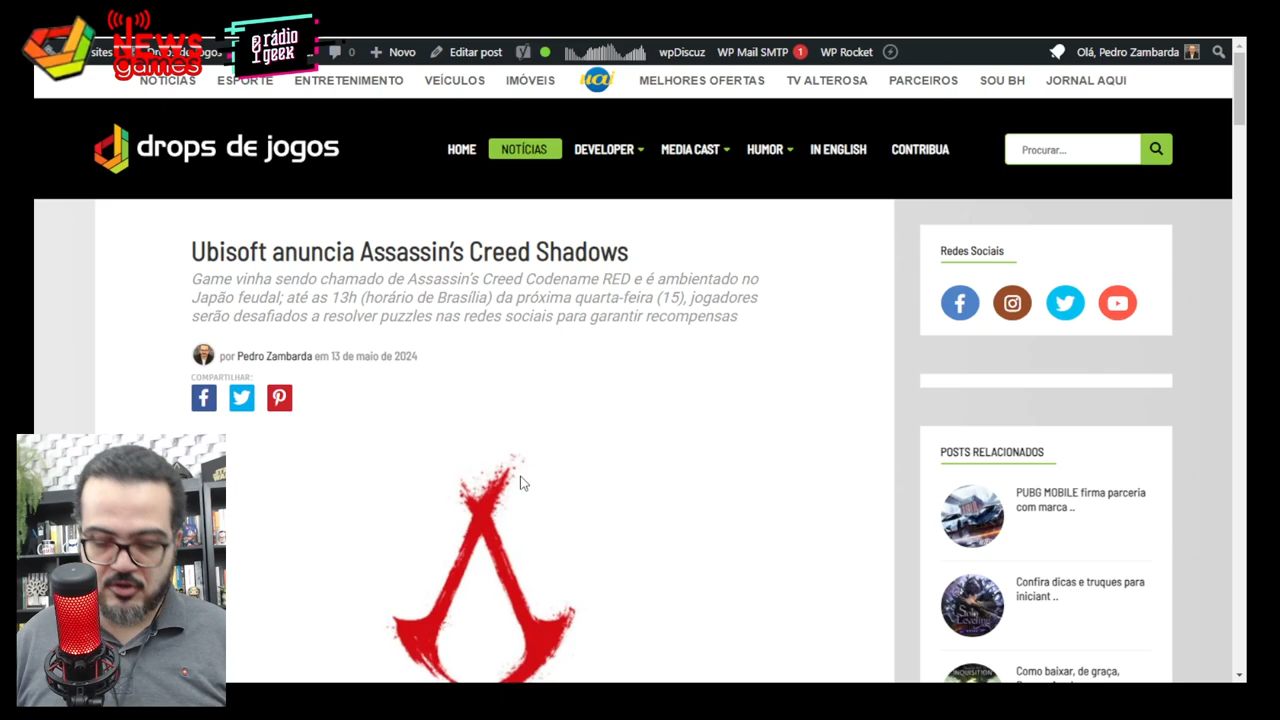 NEWS
games
rádio
geek
sites
Drops de Jogos
0
Novo
Editar post
wpDiscuz
WP Mail SMTP
1
WP Rocket
Olá, Pedro Zambarda
NOTÍCIAS
ESPORTE
ENTRETENIMENTO
VEÍCULOS
IMÓVEIS
uai
MELHORES OFERTAS
TV ALTEROSA
PARCEIROS
SOU BH
JORNAL AQUI
drops de jogos
HOME
NOTÍCIAS
DEVELOPER
MEDIA CAST
HUMOR
IN ENGLISH
CONTRIBUA
Procurar...
Ubisoft anuncia Assassin's Creed Shadows
Game vinha sendo chamado de Assassin's Creed Codename RED e é ambientado no
Japão feudal; até as 13h (horário de Brasília) da próxima quarta-feira (15), jogadores
serão desafiados a resolver puzzles nas redes sociais para garantir recompensas
por Pedro Zambarda em 13 de maio de 2024
COMPARTILHAR:
Redes Sociais
POSTS RELACIONADOS
PUBG MOBILE firma parceria
com marca ..
Confira dicas e truques para
iniciant ..
Como baixar, de graça,